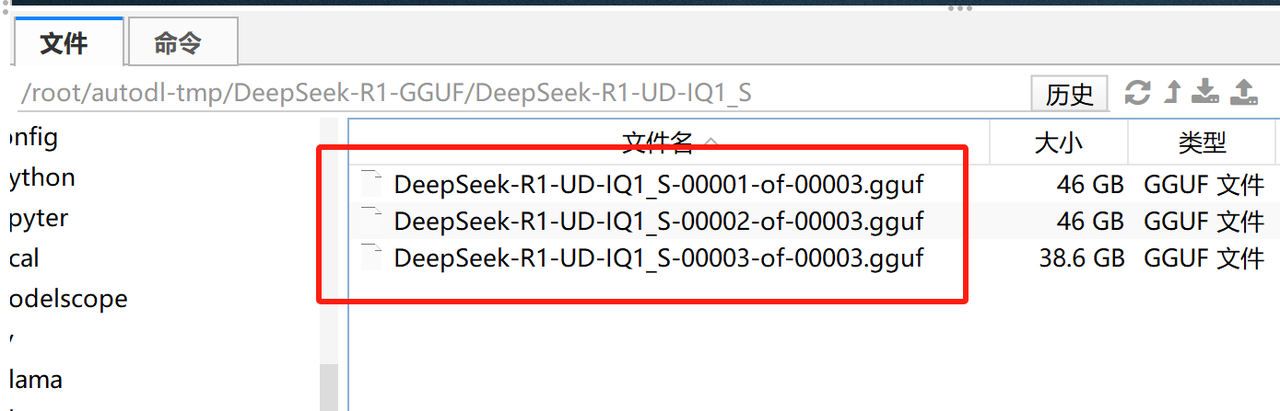 文件 命令
/root/autodl-tmp/DeepSeek-R1-GGUF/DeepSeek-R1-UD-IQ1_S 历史
onfig
ython
pyter
cal
odelscope
lama
文件名 大小 类型
DeepSeek-R1-UD-IQ1_S-00001-of-00003.gguf 46 GB GGUF 文件
DeepSeek-R1-UD-IQ1_S-00002-of-00003.gguf 46 GB GGUF 文件
DeepSeek-R1-UD-IQ1_S-00003-of-00003.gguf 38.6 GB GGUF 文件